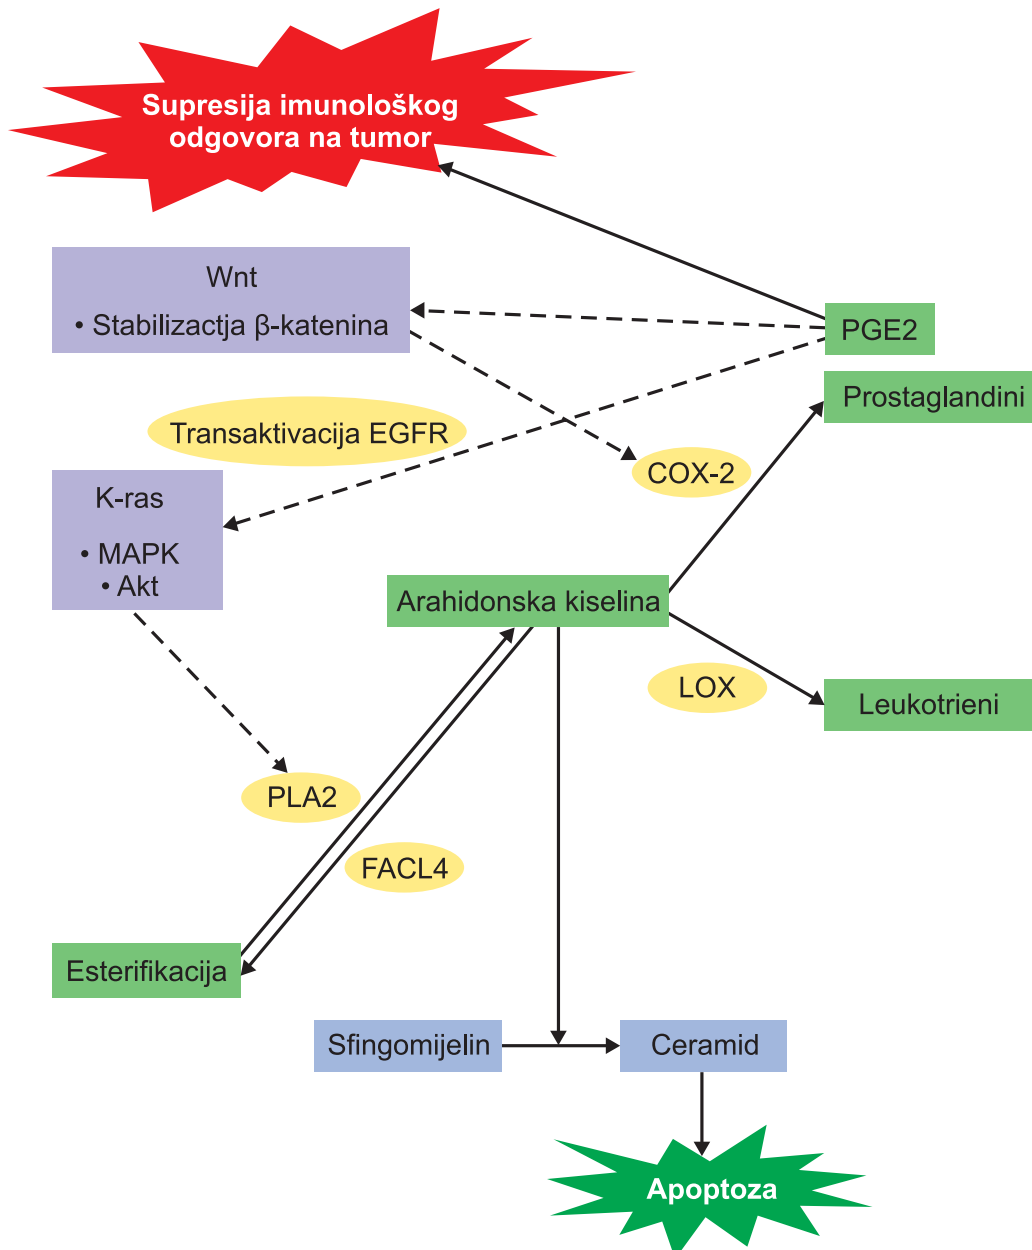 Supresija imunološkog
odgovora na tumor
Wnt
• Stabilizactja β-katenina
PGE2
Prostaglandini
Transaktivacija EGFR
COX-2
K-ras
• MAPK
• Akt
Arahidonska kiselina
LOX
Leukotrieni
PLA2
FACL4
Esterifikacija
Sfingomijelin
Ceramid
Apoptoza